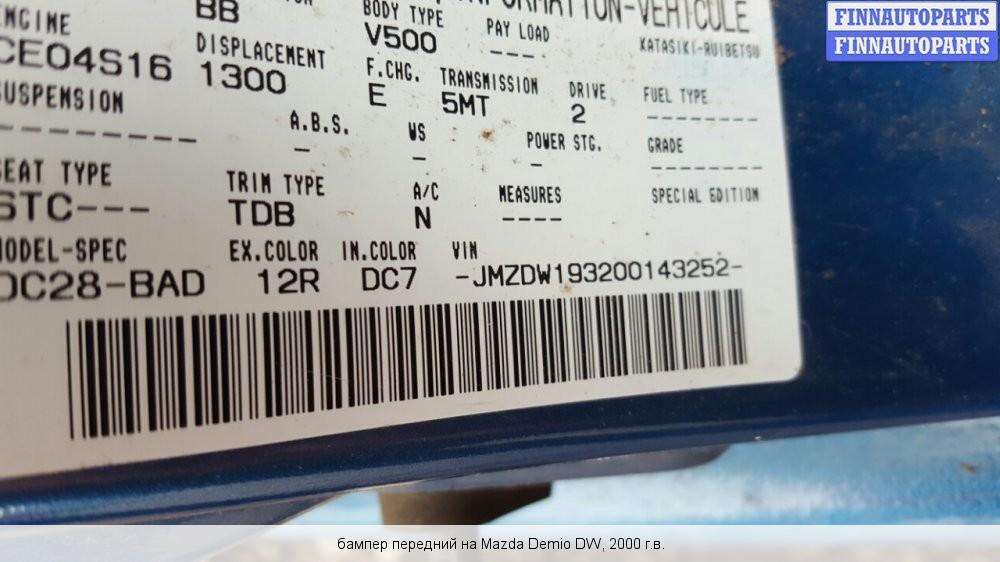 INFORMATION-VEHICULE
FINNAUTOPARTS
FINNAUTOPARTS
ENGINE
BB
BODY TYPE
PAY LOAD
KATASIKI-RUIBETSU
CE04S16
DISPLACEMENT
V500
1300
F.CHG.
TRANSMISSION
DRIVE
FUEL TYPE
E
5MT
2
--------
SUSPENSION
---------
A.B.S.
WS
POWER STG.
GRADE
-
-
-
--------
SEAT TYPE
TRIM TYPE
A/C
MEASURES
SPECIAL EDITION
STC---
TDB
N
----
MODEL-SPEC
EX.COLOR
IN.COLOR
VIN
DC28-BAD
12R
DC7
-JMZDW193200143252-
бампер передний на Mazda Demio DW, 2000 г.в.